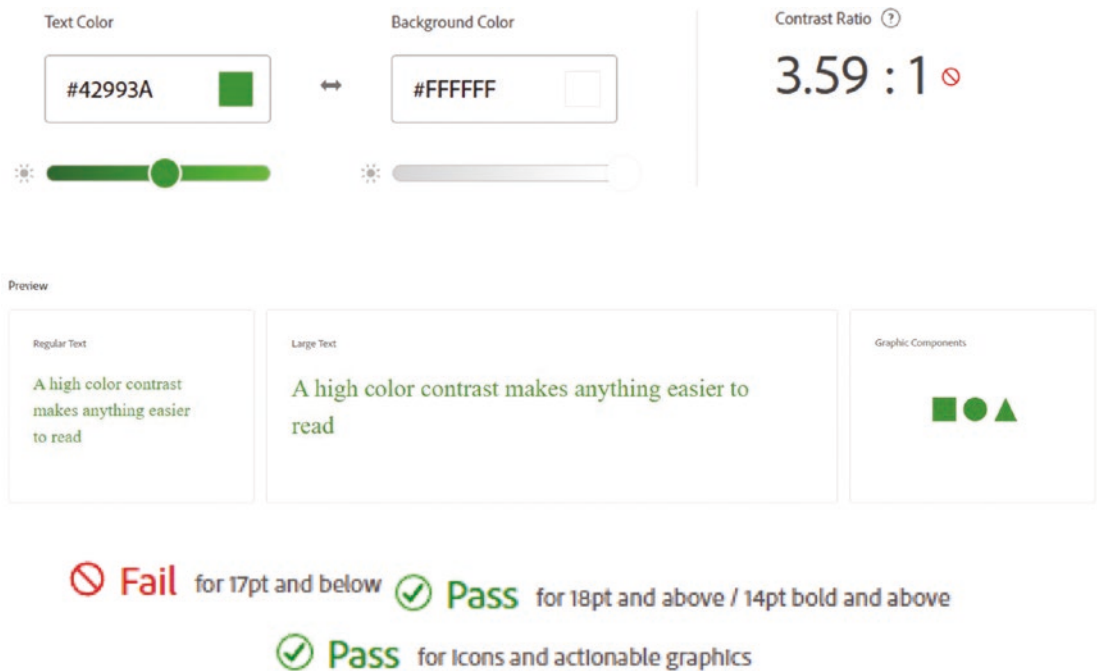 Text Color
Background Color
Contrast Ratio ?
#42993A
#FFFFFF
3.59 : 1
Preview
Regular Text
A high color contrast
makes anything easier
to read
Large Text
A high color contrast makes anything easier to
read
Graphic Components
Fail for 17pt and below
Pass for 18pt and above / 14pt bold and above
Pass for Icons and actionable graphics